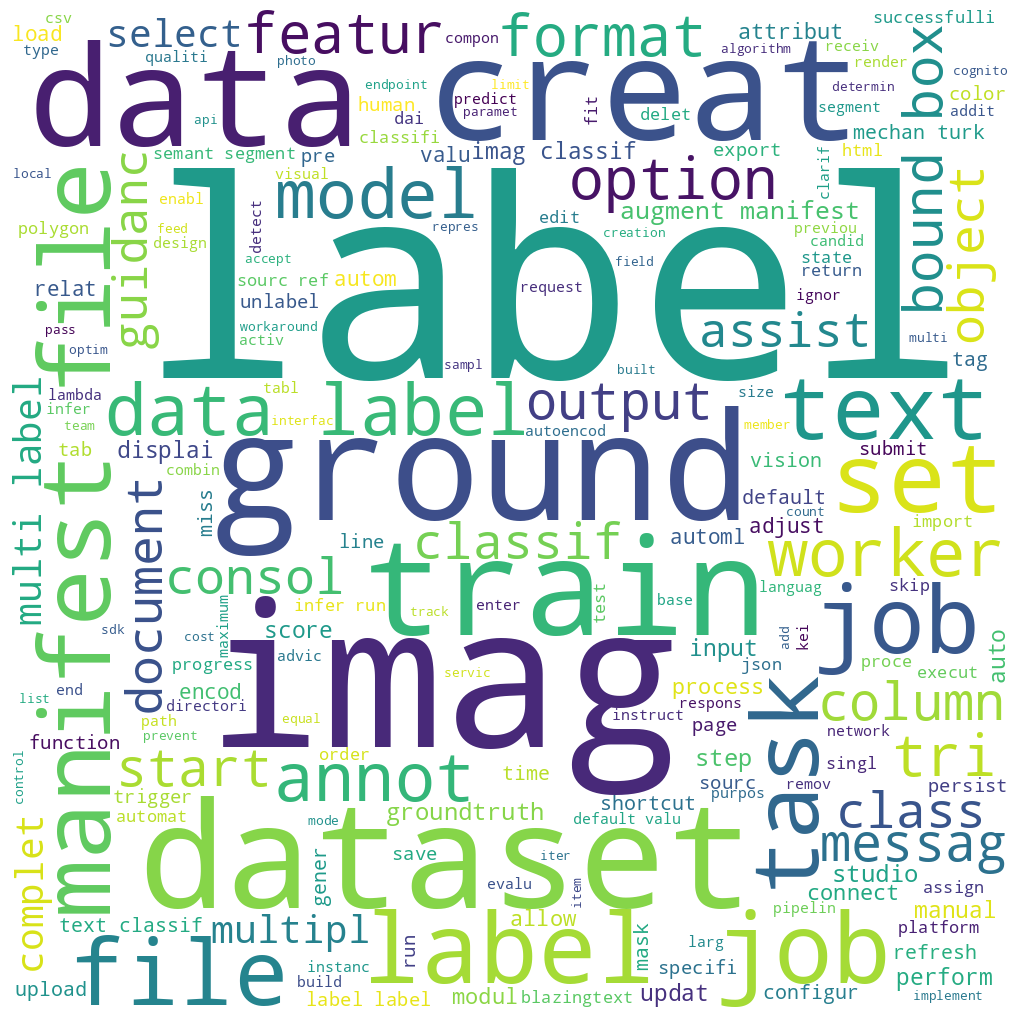 csv
load
type
select
featur
compon
format
attribut
successfulli
qualiti
photo
algorithm
receiv
render
box
cognito
data
creat
endpoint
limit
determin
api
human
predict
paramet
dai
fit
delet
segment
color
addit
classifi
mechan turk
local
semant segment
pre
valu
imag classif
export
clarif
html
file
guidanc
enabl
visual
model
option
bound
object
polygon
feed
design
detect
repres
edit
augment manifest
previou
creation
candid
accept
label
field
state
sourc ref
autom
return
relat
unlabel
request
ignor
pass
workaround
activ
assist
multi
optim
sampl
built
tag
lambda
tabl
data label
output
size
text
infer
team
interfac
autoencod
member
tab
displai
ground
submit
combin
vision
set
manifest
multi label
document
miss
default
count
line
classif
automl
adjust
import
consol
train
worker
languag
skip
infer run
track
enter
test
base
job
sdk
cost
maximum
score
add
kei
advic
imag
input
json
proce
auto
progress
servic
execut
list
end
encod
directori
process
respons
column
path
equal
instruct
page
task
function
prevent
network
order
step
tri
control
start
annot
time
sourc
singl
remov
persist
trigger
shortcut
purpos
class
automat
groundtruth
mode
dataset
default valu
messag
complet
gener
save
iter
studio
evalu
item
connect
assign
pipelin
manual
text classif
multipl
allow
platform
file
run
label
mask
larg
job
refresh
instanc
specifi
perform
upload
build
label label
modul
blazingtext
updat
configur
implement